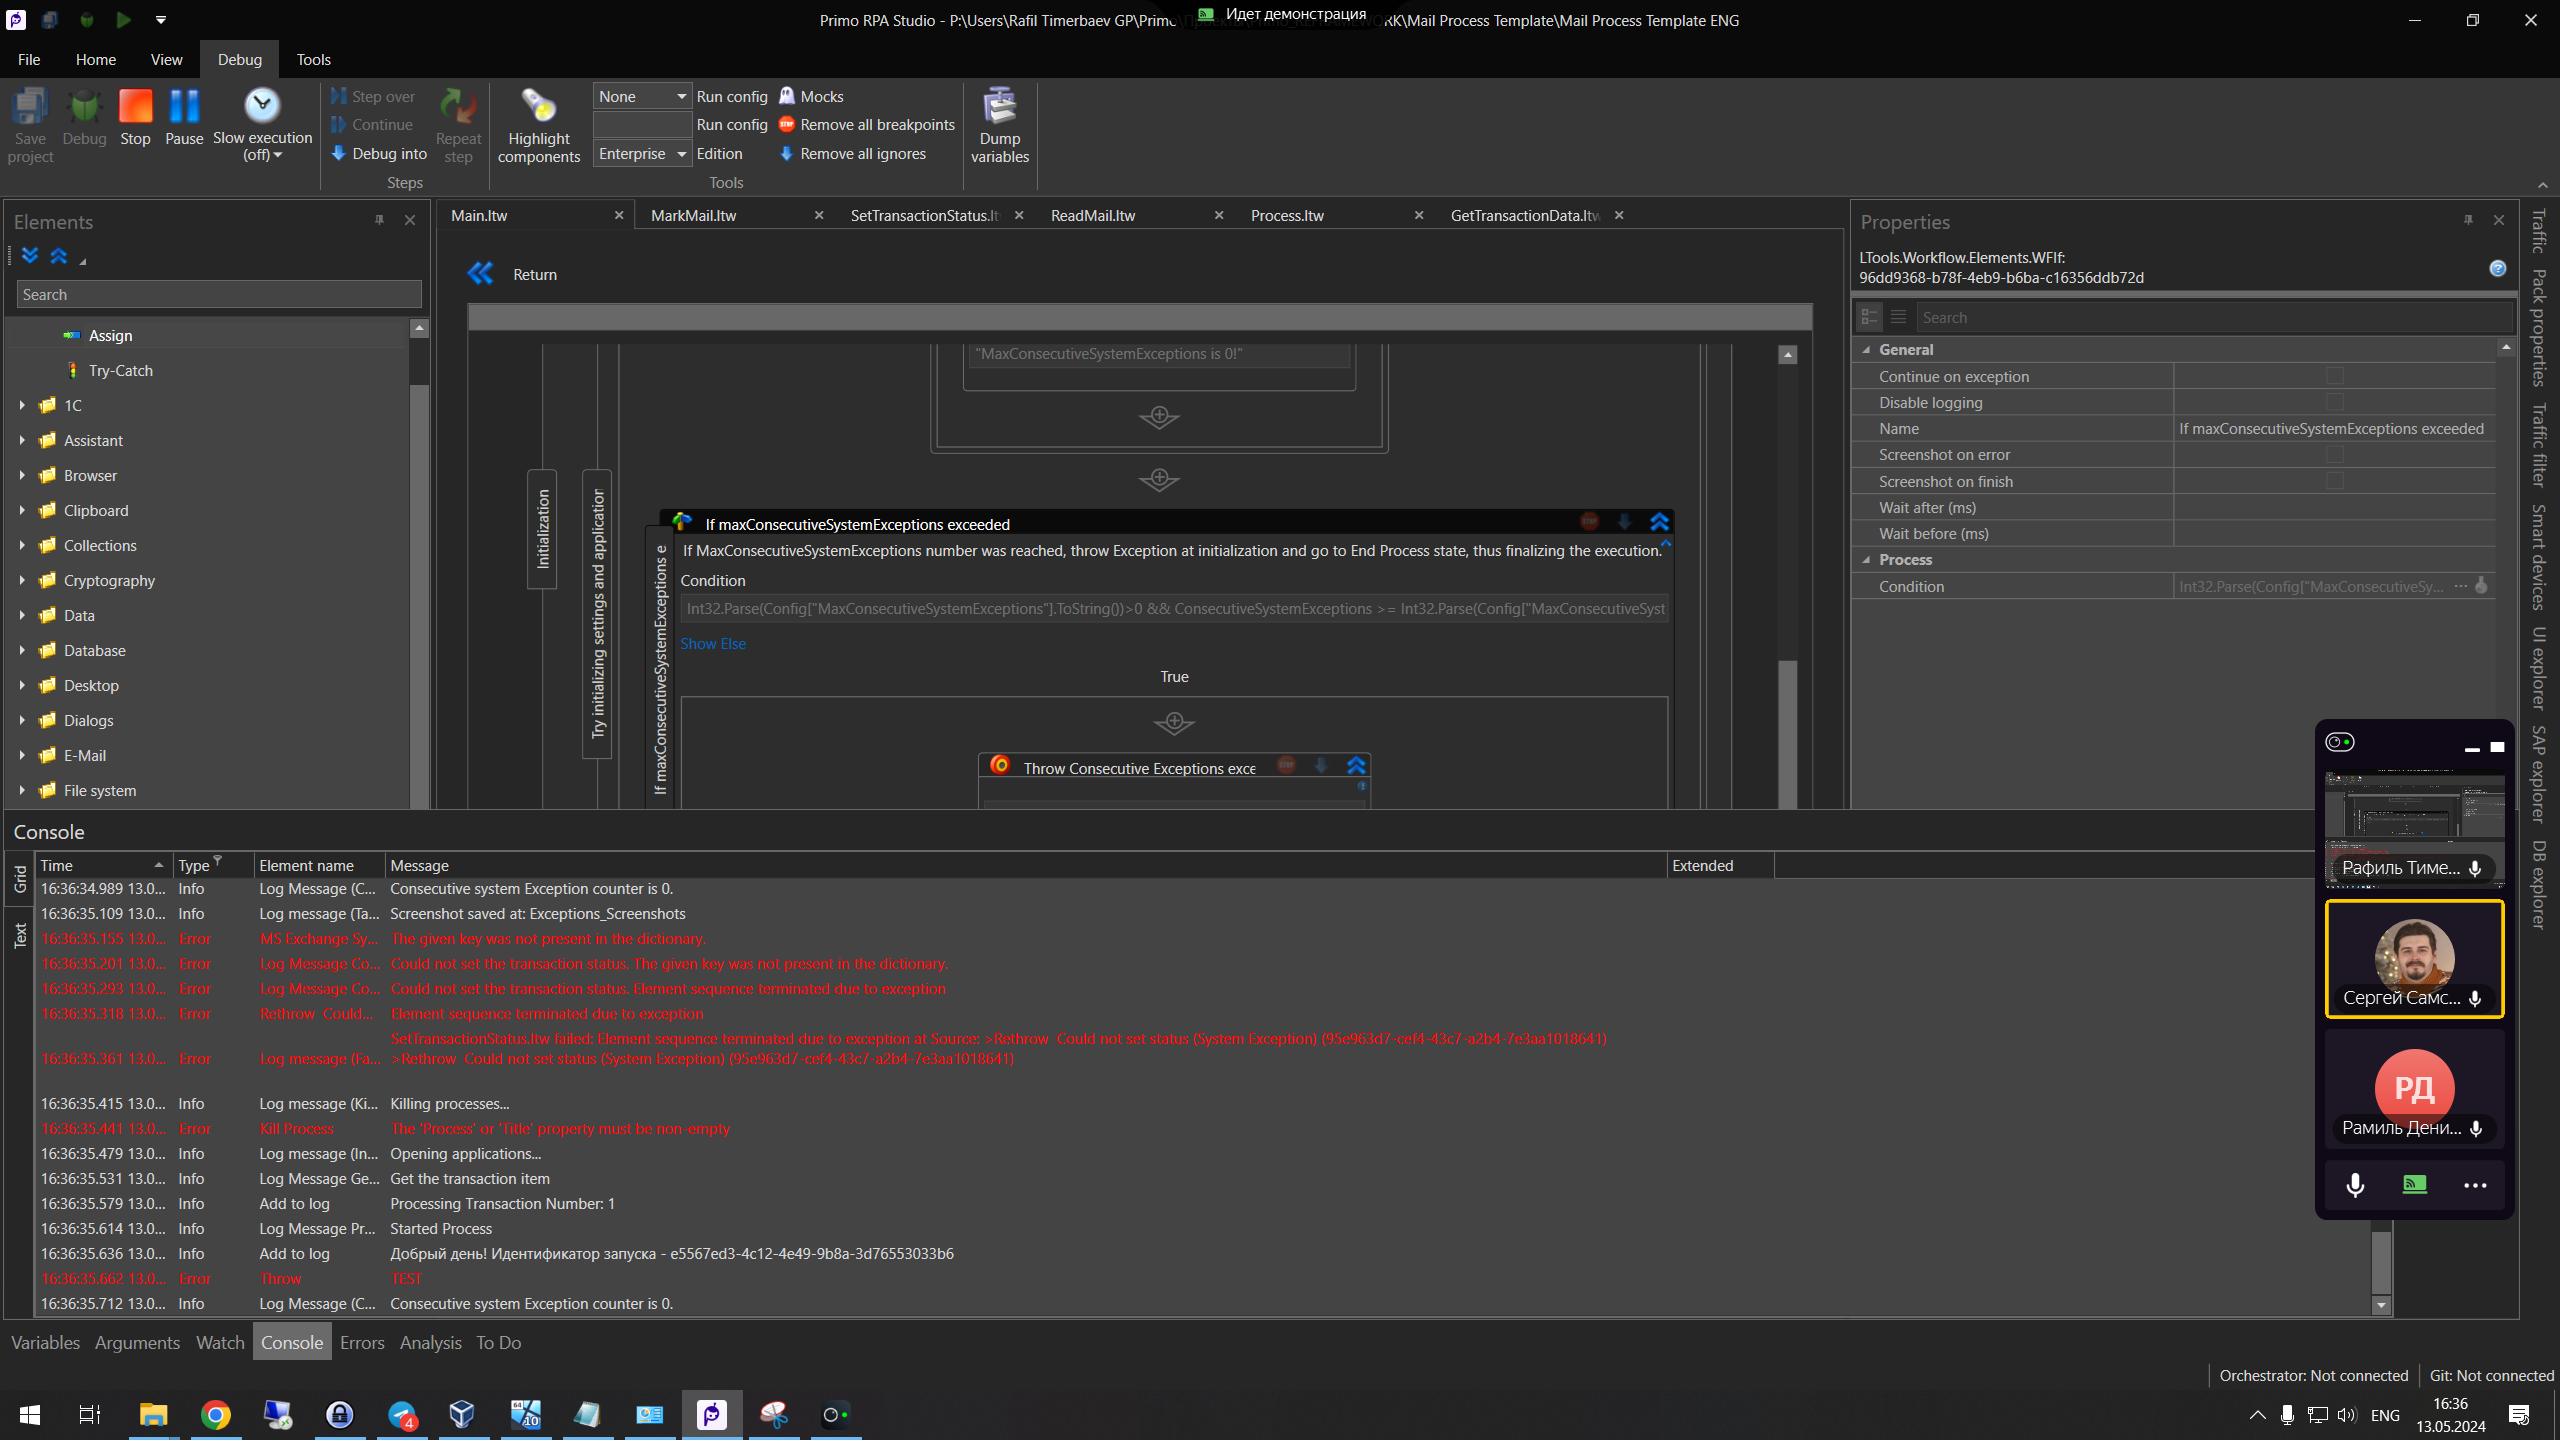 Primo RPA Studio - P:\Users\Rafil Timerbaev GP\Primo
Идет демонстрация
RK\Mail Process Template\Mail Process Template ENG
File
Home
View
Debug
Tools
Save project
Debug
Stop
Pause
Slow execution (off)
Step over
Continue
Debug into
Repeat step
Steps
Highlight components
None
Run config
Run config
Enterprise
Edition
Mocks
Remove all breakpoints
Remove all ignores
Tools
Dump variables
Elements
Search
Assign
Try-Catch
1C
Assistant
Browser
Clipboard
Collections
Cryptography
Data
Database
Desktop
Dialogs
E-Mail
File system
Main.ltw
MarkMail.ltw
SetTransactionStatus.lt
ReadMail.ltw
Process.ltw
GetTransactionData.ltw
Return
"MaxConsecutiveSystemExceptions is 0!"
Initialization
Try initializing settings and application
If maxConsecutiveSystemExceptions e
If maxConsecutiveSystemExceptions exceeded
If MaxConsecutiveSystemExceptions number was reached, throw Exception at initialization and go to End Process state, thus finalizing the execution.
Condition
Int32.Parse(Config["MaxConsecutiveSystemExceptions"].ToString())>0 && ConsecutiveSystemExceptions >= Int32.Parse(Config["MaxConsecutiveSyst
Show Else
True
Throw Consecutive Exceptions exce
Properties
LTools.Workflow.Elements.WFIf:
96dd9368-b78f-4eb9-b6ba-c16356ddb72d
Search
General
Continue on exception
Disable logging
Name If maxConsecutiveSystemExceptions exceeded
Screenshot on error
Screenshot on finish
Wait after (ms)
Wait before (ms)
Process
Condition Int32.Parse(Config["MaxConsecutiveSy... ...
Traffic
Pack properties
Traffic filter
Smart devices
UI explorer
SAP explorer
DB explorer
Console
Grid
Text
Time Type Element name Message Extended
16:36:34.989 13.0... Info Log Message (C... Consecutive system Exception counter is 0.
16:36:35.109 13.0... Info Log message (Ta... Screenshot saved at: Exceptions_Screenshots
16:36:35.155 13.0... Error MS Exchange Sy... The given key was not present in the dictionary.
16:36:35.201 13.0... Error Log Message Co... Could not set the transaction status. The given key was not present in the dictionary.
16:36:35.293 13.0... Error Log Message Co... Could not set the transaction status. Element sequence terminated due to exception
16:36:35.318 13.0... Error Rethrow Could... Element sequence terminated due to exception
SetTransactionStatus.ltw failed: Element sequence terminated due to exception at Source: >Rethrow Could not set status (System Exception) (95e963d7-cef4-43c7-a2b4-7e3aa1018641)
16:36:35.361 13.0... Error Log message (Fa... >Rethrow Could not set status (System Exception) (95e963d7-cef4-43c7-a2b4-7e3aa1018641)
16:36:35.415 13.0... Info Log message (Ki... Killing processes...
16:36:35.441 13.0... Error Kill Process The 'Process' or 'Title' property must be non-empty
16:36:35.479 13.0... Info Log message (In... Opening applications...
16:36:35.531 13.0... Info Log Message Ge... Get the transaction item
16:36:35.579 13.0... Info Add to log Processing Transaction Number: 1
16:36:35.614 13.0... Info Log Message Pr... Started Process
16:36:35.636 13.0... Info Add to log Добрый день! Идентификатор запуска - e5567ed3-4c12-4e49-9b8a-3d76553033b6
16:36:35.662 13.0... Error Throw TEST
16:36:35.712 13.0... Info Log Message (C... Consecutive system Exception counter is 0.
Рафиль Тиме...
Сергей Самс...
РД
Рамиль Дени...
Variables
Arguments
Watch
Console
Errors
Analysis
To Do
Orchestrator: Not connected
Git: Not connected
4
64
10
ENG
16:36
13.05.2024